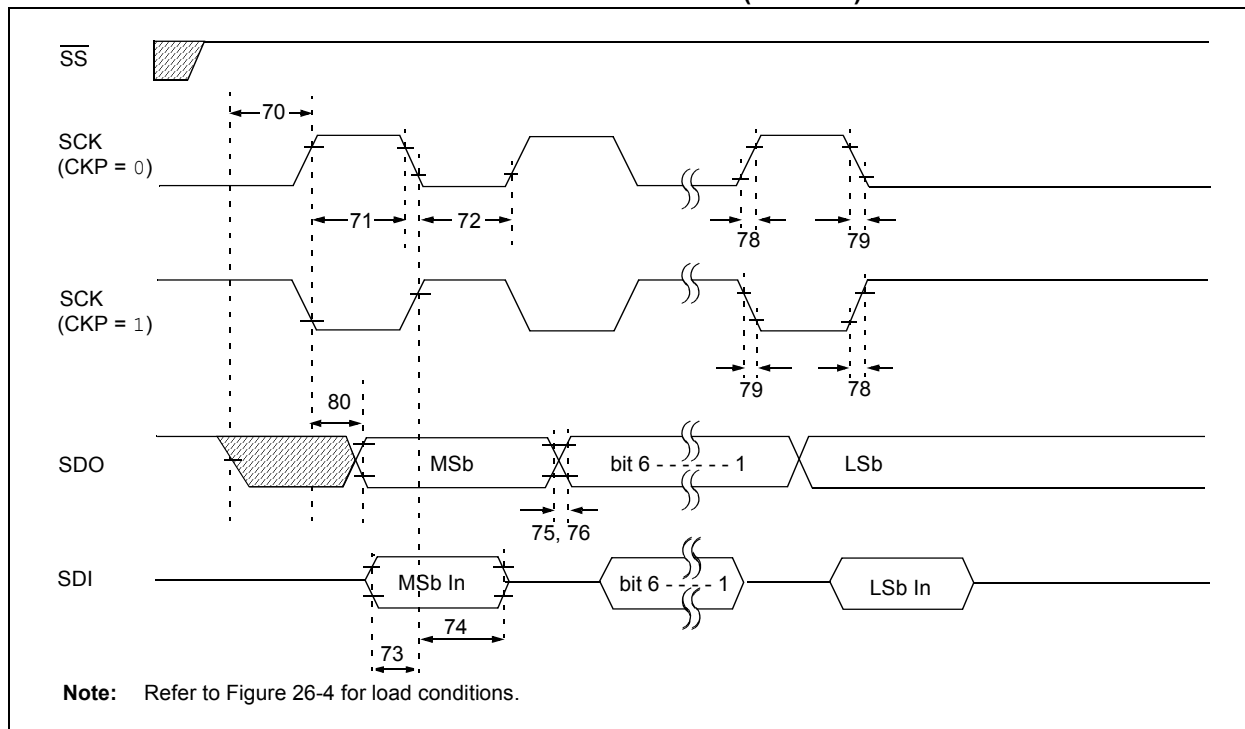 SS
70
SCK
(CKP = 0)
71
72
78
79
SCK
(CKP = 1)
79
78
80
SDO
MSb
bit 6 - - - - - - 1
LSb
75, 76
SDI
MSb In
bit 6 - - - - 1
LSb In
74
73
Note: Refer to Figure 26-4 for load conditions.